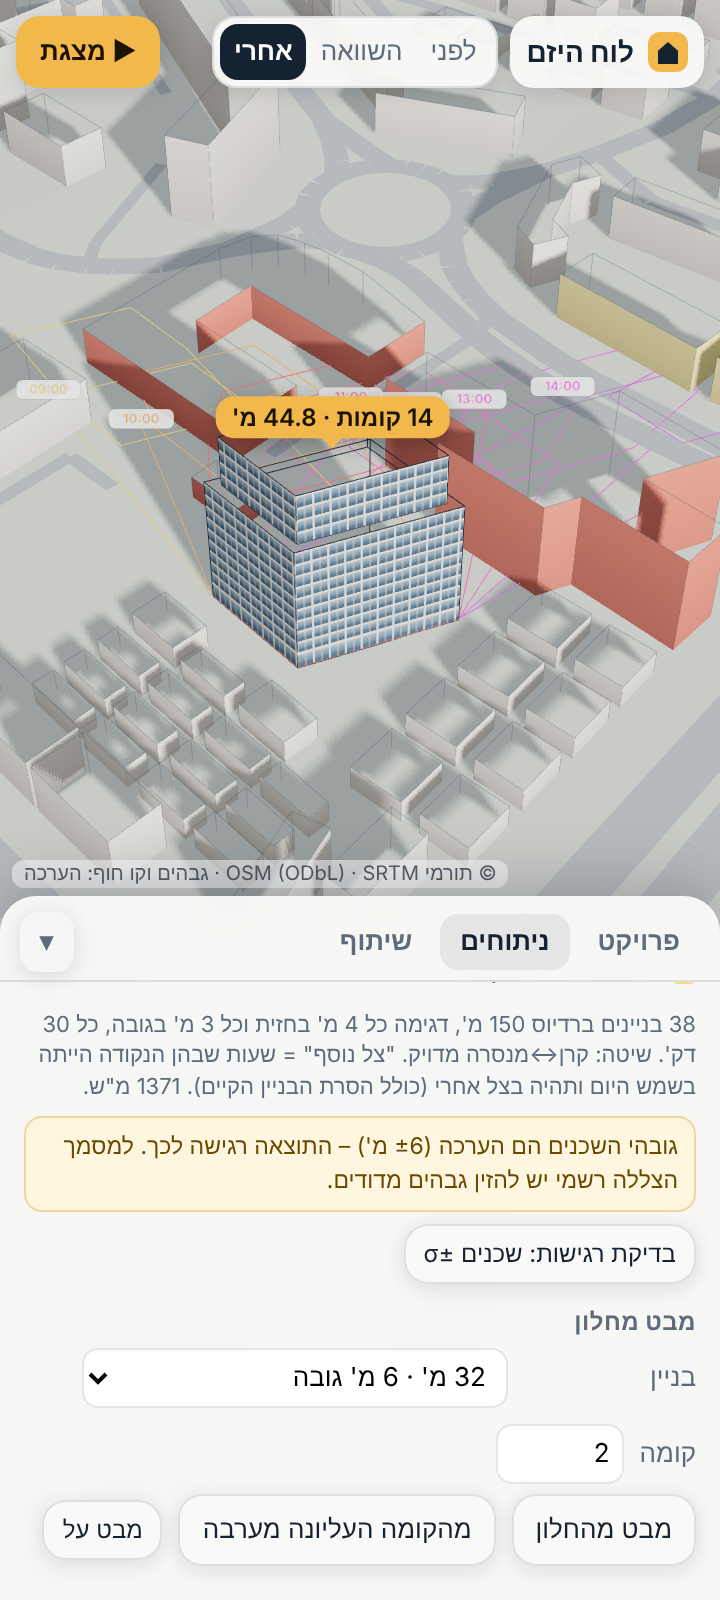 לוח היזם
לפני
השוואה
אחרי
▶ מצגת
09:00
10:00
11:00
13:00
14:00
14 קומות · 44.8 מ'
© תורמי OSM (ODbL) · SRTM · גבהים וקו חוף: הערכה
פרויקט
ניתוחים
שיתוף
▼
38 בניינים ברדיוס 150 מ', דגימה כל 4 מ' בחזית וכל 3 מ' בגובה, כל 30
דק'. שיטה: קרן↔מנסרה מדויק. "צל נוסף" = שעות שבהן הנקודה הייתה
בשמש היום ותהיה בצל אחרי (כולל הסרת הבניין הקיים). 1371 מ"ש.
גובהי השכנים הם הערכה (±6 מ') – התוצאה רגישה לכך. למסמך
הצללה רשמי יש להזין גבהים מדודים.
בדיקת רגישות: שכנים ±σ
מבט מחלון
בניין
32 מ' · 6 מ' גובה
קומה
2
מבט מהחלון
מהקומה העליונה מערבה
מבט על